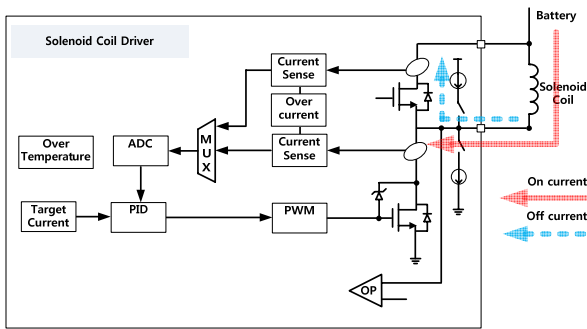 Solenoid Coil Driver
Battery
Current
Sense
Over
current
Current
Sense
Solenoid
Coil
Over
Temperature
ADC
M
U
X
Target
Current
PID
PWM
On current
Off current
OP